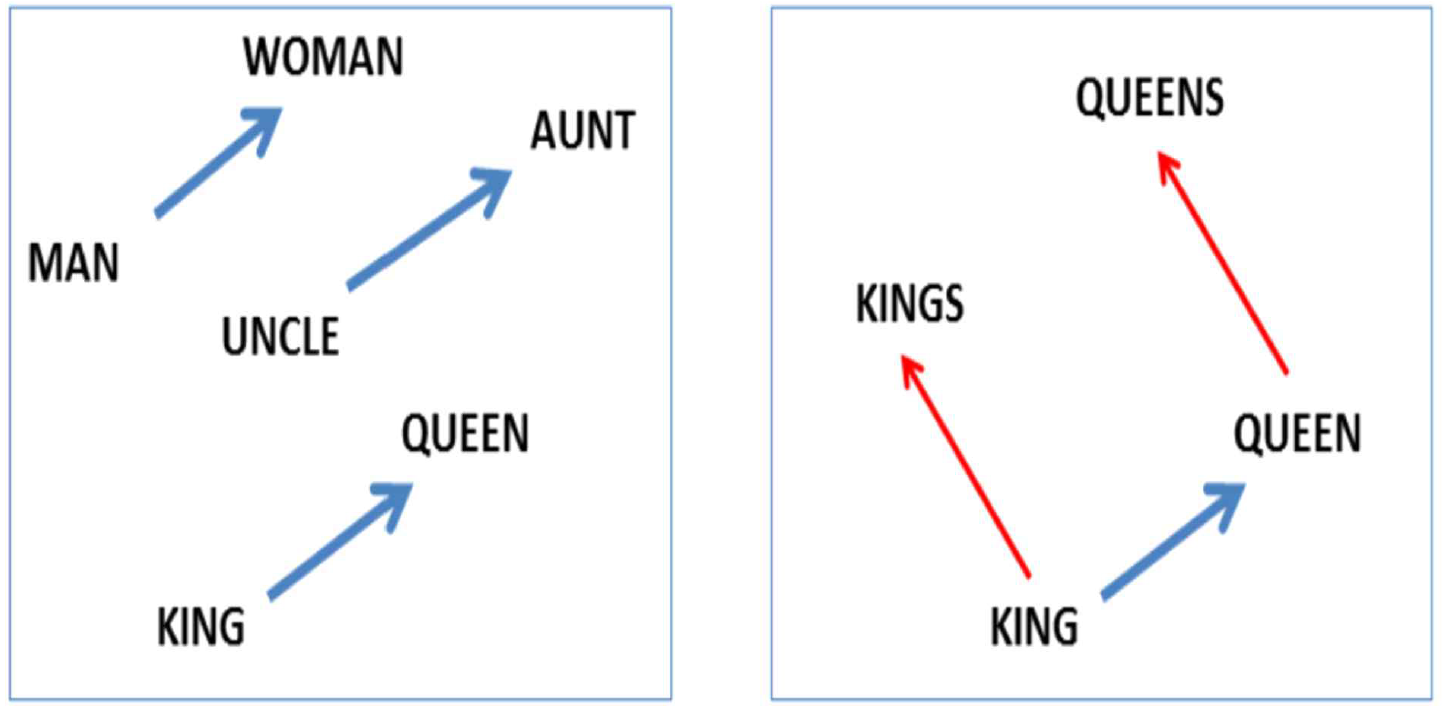 WOMAN
AUNT
MAN
UNCLE
QUEEN
KING
QUEENS
KINGS
QUEEN
KING